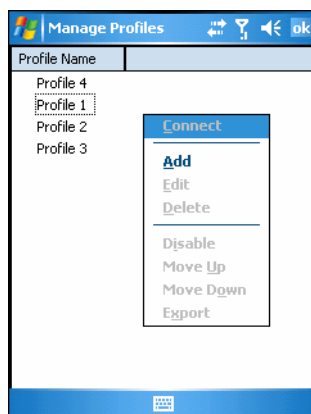 Manage Profiles ok
Profile Name
Profile 4
Profile 1
Profile 2
Profile 3
Connect
Add
Edit
Delete
Disable
Move Up
Move Down
Export